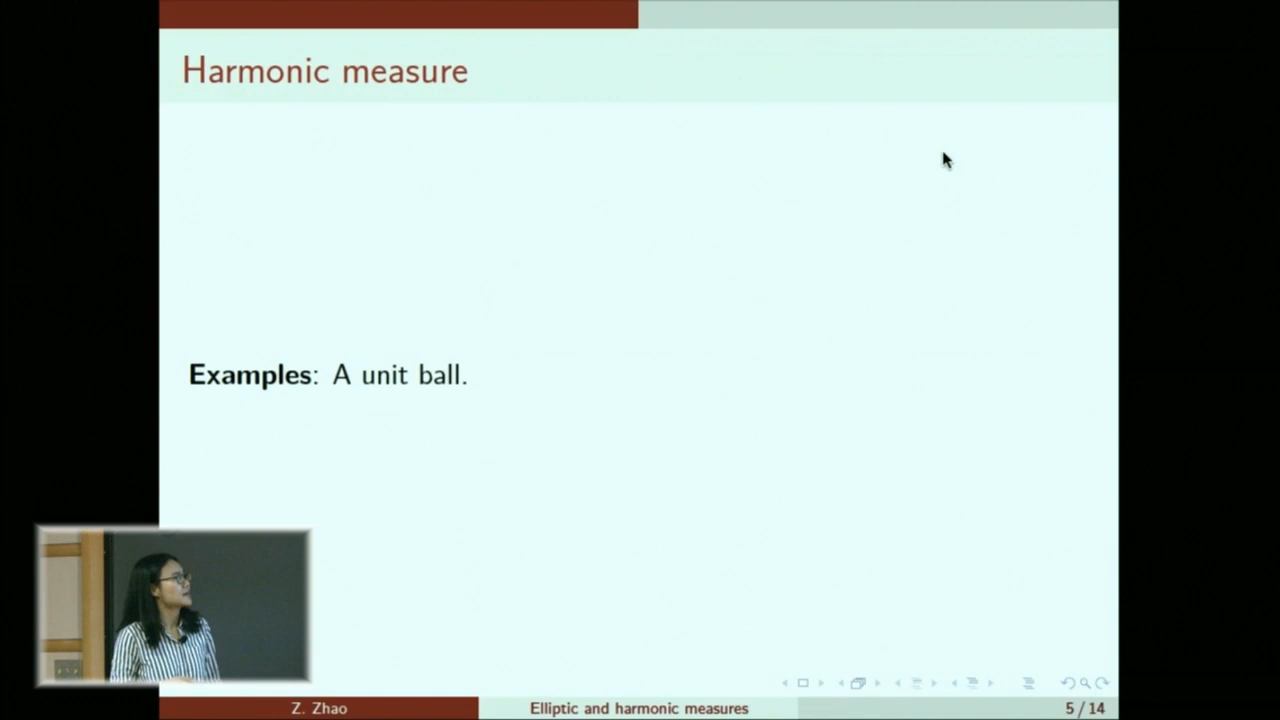 Harmonic measure
Examples: A unit ball.
Z. Zhao
Elliptic and harmonic measures
5 / 14